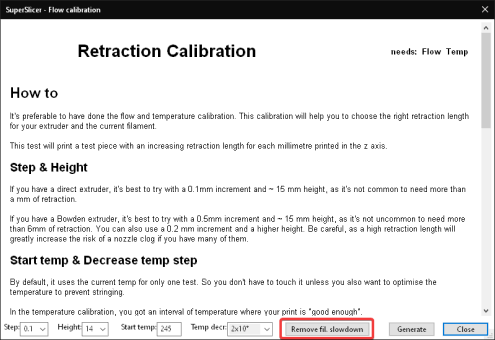 SuperSlicer - Flow calibration
Retraction Calibration
needs: Flow Temp
How to
It's preferable to have done the flow and temperature calibration. This calibration will help you to choose the right retraction length
for your extruder and the current filament.
This test will print a test piece with an increasing retraction length for each millimetre printed in the z axis.
Step & Height
If you have a direct extruder, it's best to try with a 0.1mm increment and ~ 15 mm height, as it's not common to need more than
a mm of retraction.
If you have a Bowden extruder, it's best to try with a 0.5mm increment and ~ 15 mm height, as it's not uncommon to need more
than 6mm of retraction. You can also use a 0.2 mm increment and a higher height. Be careful, as a high retraction length will
greatly increase the risk of a nozzle clog if you have many of them.
Start temp & Decrease temp step
By default, it uses the current temp for only one test. So you don't have to touch it unless you also want to optimise the
temperature to prevent stringing.
In the temperature calibration, you got an interval of temperature where your print is "good enough".
Step: 0.1 Height: 14 Start temp: 245 Temp decr: 2x10° Remove fil. slowdown Generate Close